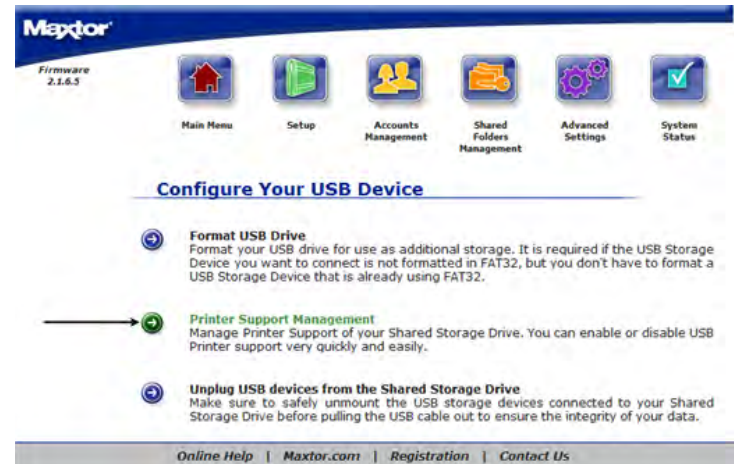 Maxtor
Firmware
2.1.6.5
Main Menu
Setup
Accounts
Management
Shared
Folders
Management
Advanced
Settings
System
Status
Configure Your USB Device
Format USB Drive
Format your USB drive for use as additional storage. It is required if the USB Storage
Device you want to connect is not formatted in FAT32, but you don't have to format a
USB Storage Device that is already using FAT32.
Printer Support Management
Manage Printer Support of your Shared Storage Drive. You can enable or disable USB
Printer support very quickly and easily.
Unplug USB devices from the Shared Storage Drive
Make sure to safely unmount the USB storage devices connected to your Shared
Storage Drive before pulling the USB cable out to ensure the integrity of your data.
Online Help | Maxtor.com | Registration | Contact Us